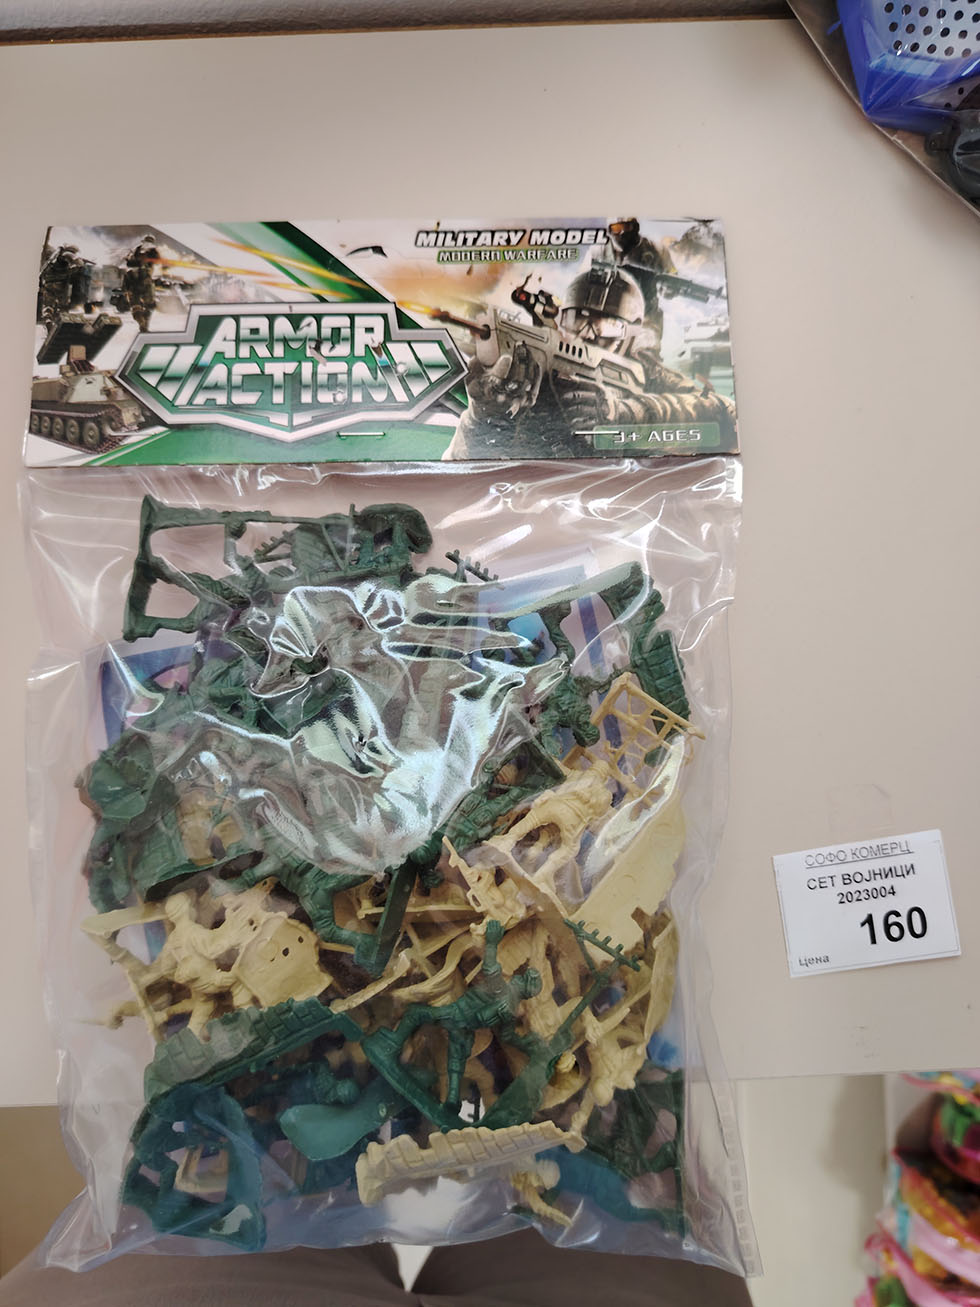 MILITARY MODEL
MODERN WARFARE
ARMOR
ACTION
3+ AGES
СОФО КОМЕРЦ
СЕТ ВОЈНИЦИ
2023004
160
Цена